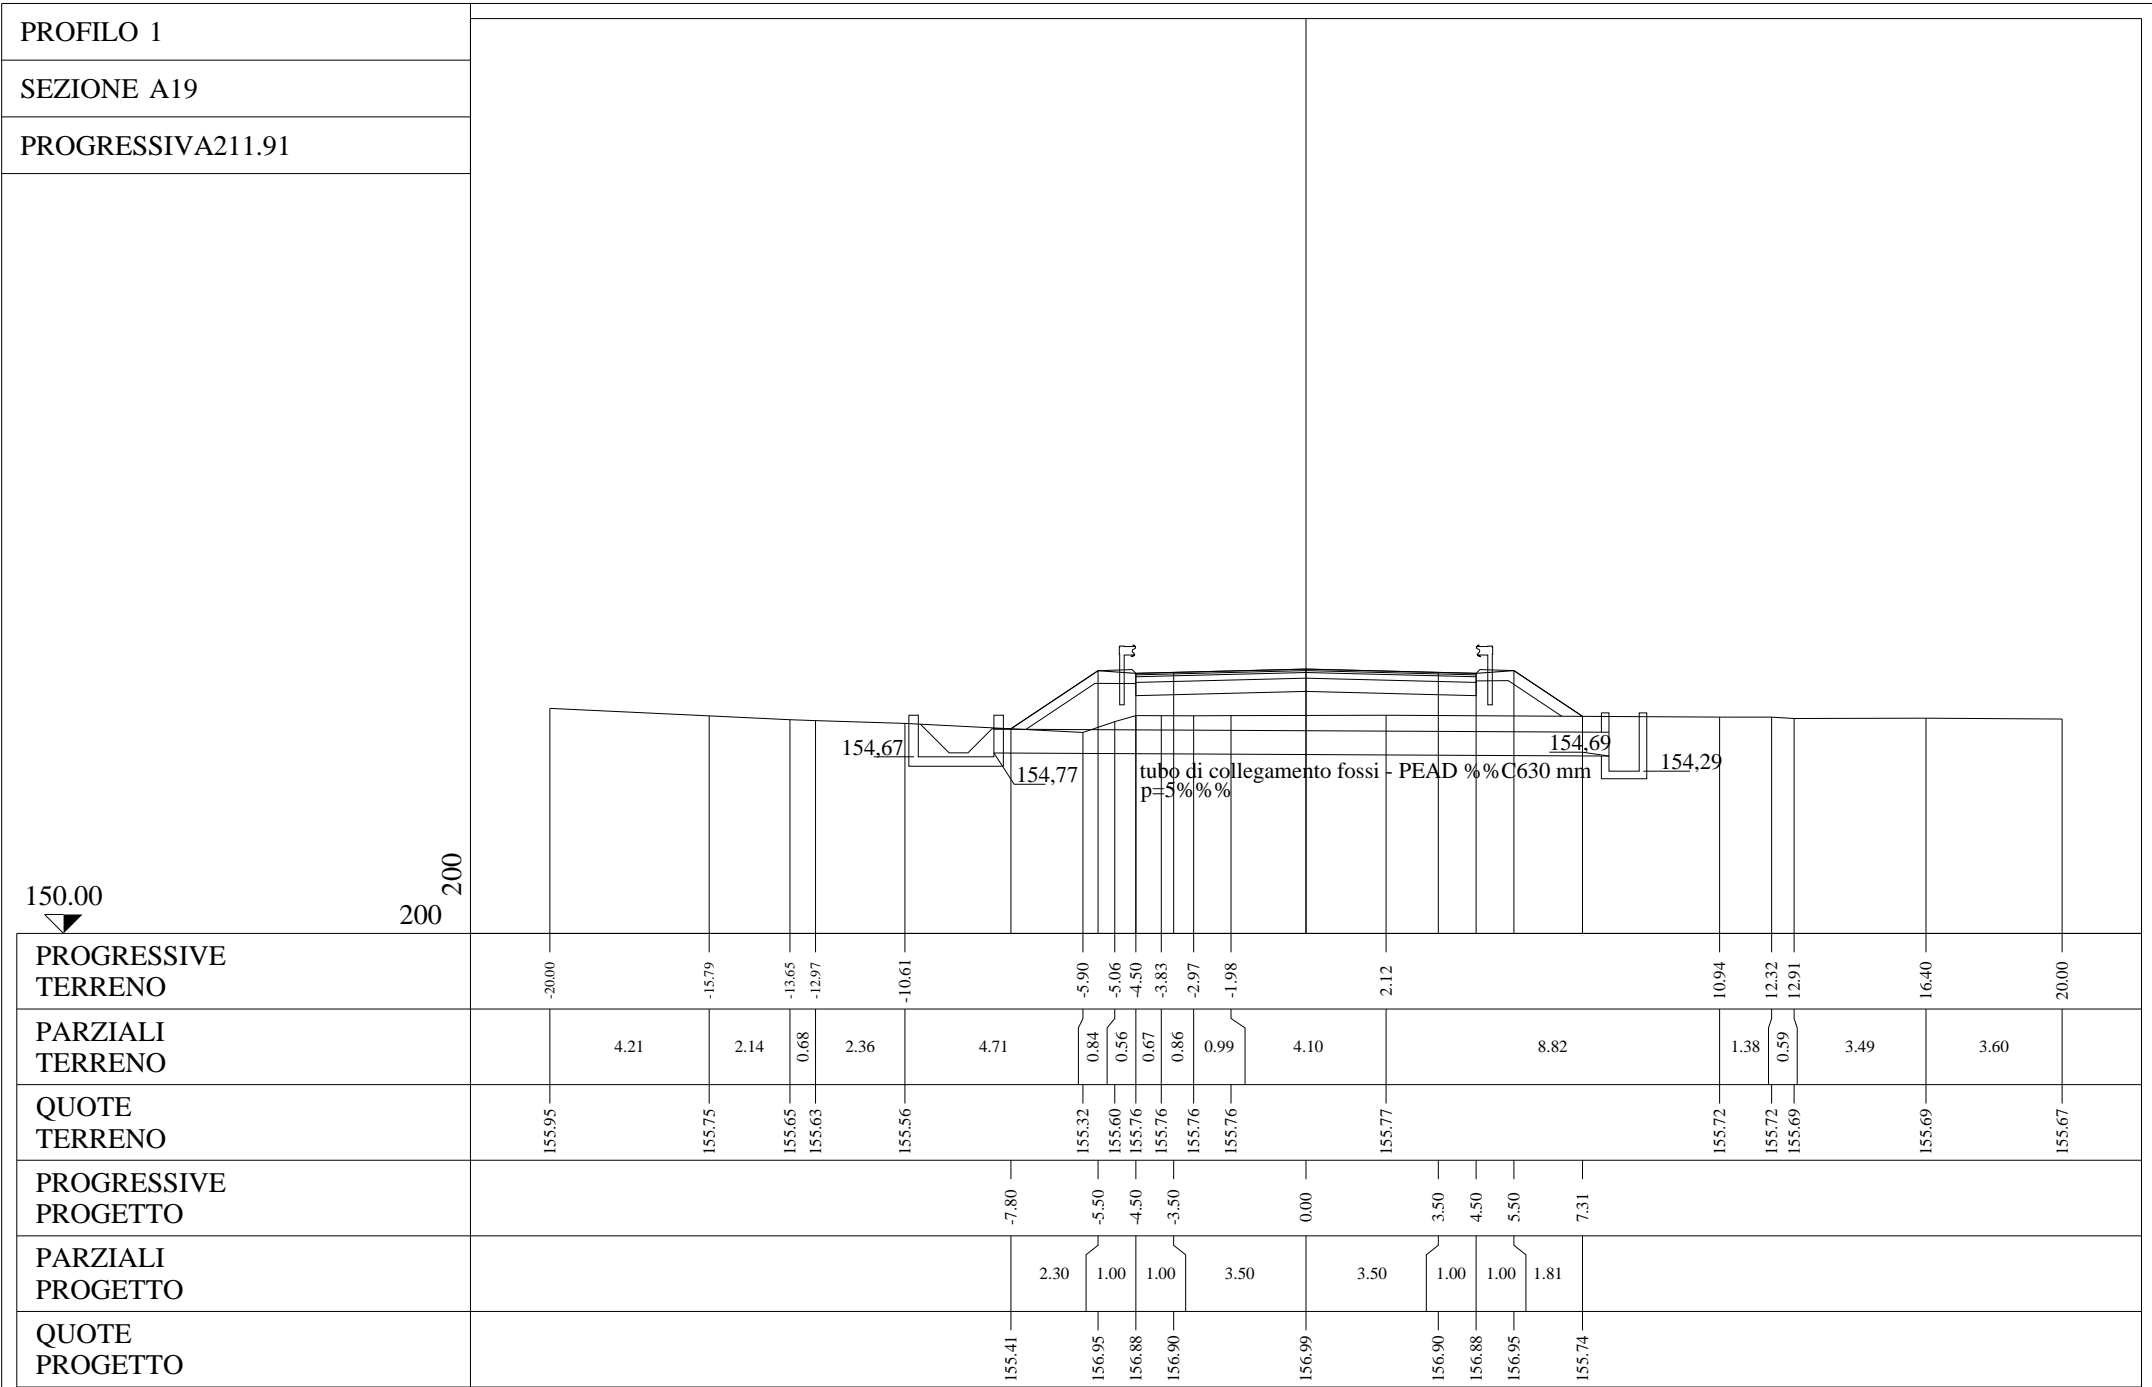 PROFILO 1
SEZIONE A19
PROGRESSIVA211.91
154,67
154,77
tubo di collegamento fossi - PEAD %%C630 mm
p=5%%%
154,69
154,29
200
150.00
200
PROGRESSIVE
TERRENO
-20.00 -15.79 -13.65 -12.97 -10.61 -5.90 -5.06 -4.50 -3.83 -2.97 -1.98 2.12 10.94 12.32 12.91 16.40 20.00
PARZIALI
TERRENO
4.21 2.14 0.68 2.36 4.71 0.84 0.56 0.67 0.86 0.99 4.10 8.82 1.38 0.59 3.49 3.60
QUOTE
TERRENO
155.95 155.75 155.65 155.63 155.56 155.32 155.60 155.76 155.76 155.76 155.76 155.77 155.72 155.72 155.69 155.69 155.67
PROGRESSIVE
PROGETTO
-7.80 -5.50 -4.50 -3.50 0.00 3.50 4.50 5.50 7.31
PARZIALI
PROGETTO
2.30 1.00 1.00 3.50 3.50 1.00 1.00 1.81
QUOTE
PROGETTO
155.41 156.95 156.88 156.90 156.99 156.90 156.88 156.95 155.74